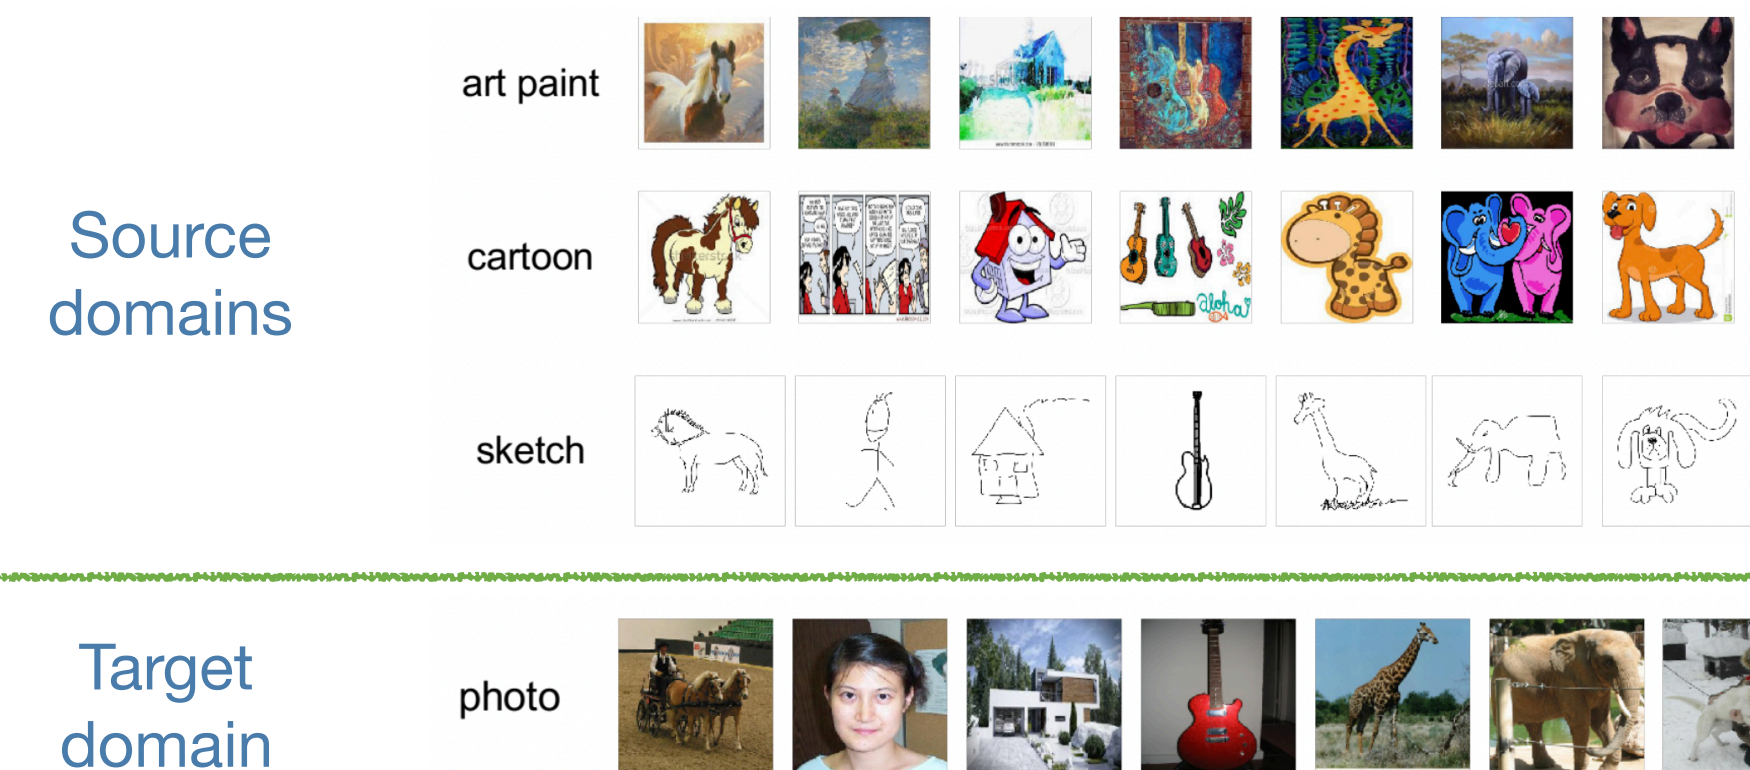 art paint
Source
domains
cartoon
aloha
sketch
Target
domain
photo